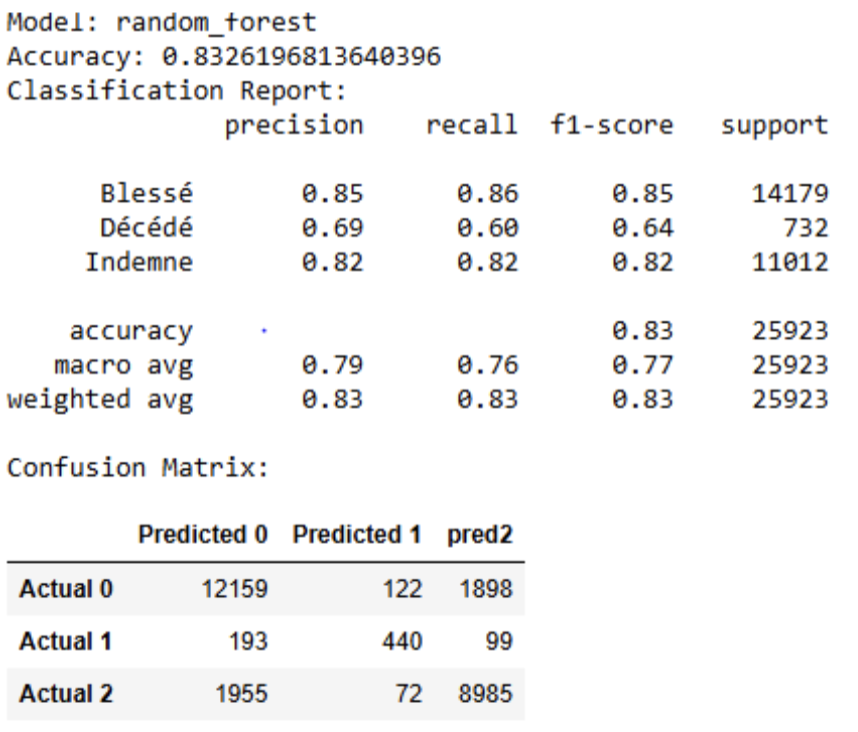 Model: random_forest
Accuracy: 0.8326196813640396
Classification Report:
precision recall f1-score support
Blessé 0.85 0.86 0.85 14179
Décédé 0.69 0.60 0.64 732
Indemne 0.82 0.82 0.82 11012
accuracy 0.83 25923
macro avg 0.79 0.76 0.77 25923
weighted avg 0.83 0.83 0.83 25923
Confusion Matrix:
Predicted 0 Predicted 1 pred2
Actual 0 12159 122 1898
Actual 1 193 440 99
Actual 2 1955 72 8985